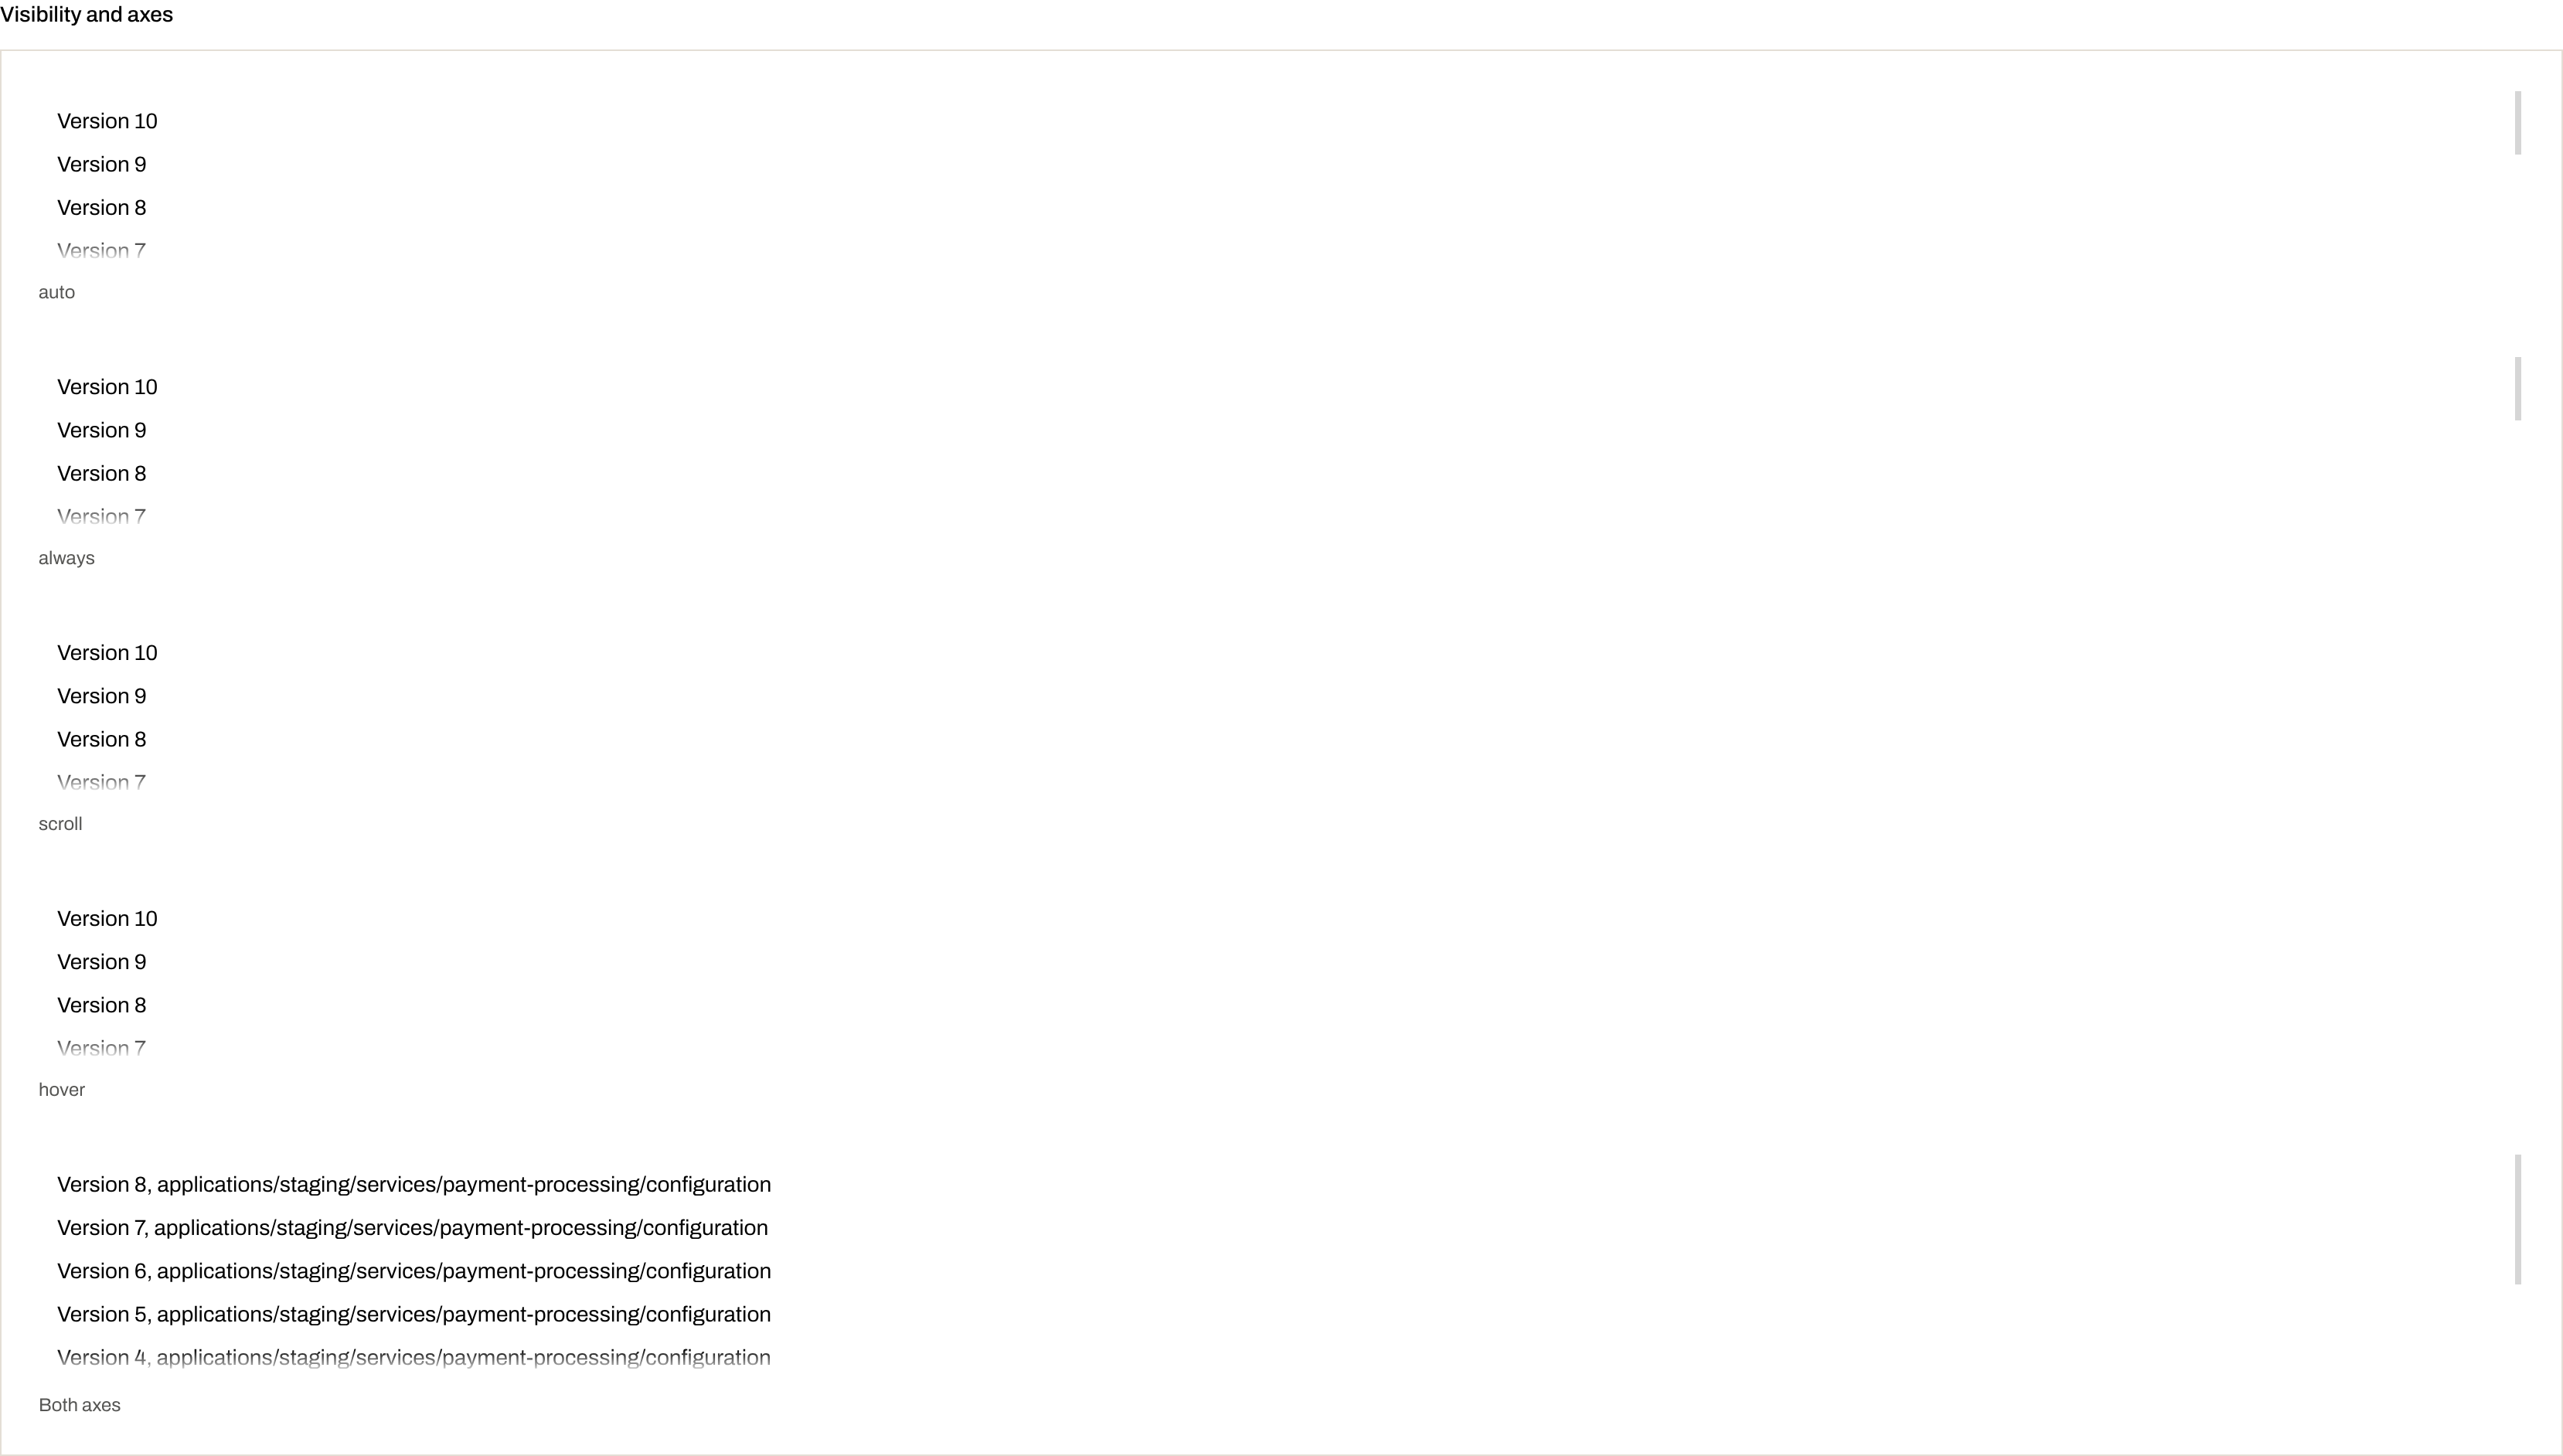 Visibility and axes
Version 10
Version 9
Version 8
Version 7
auto
Version 10
Version 9
Version 8
Version 7
always
Version 10
Version 9
Version 8
Version 7
scroll
Version 10
Version 9
Version 8
Version 7
hover
Version 8, applications/staging/services/payment-processing/configuration
Version 7, applications/staging/services/payment-processing/configuration
Version 6, applications/staging/services/payment-processing/configuration
Version 5, applications/staging/services/payment-processing/configuration
Version 4, applications/staging/services/payment-processing/configuration
Both axes